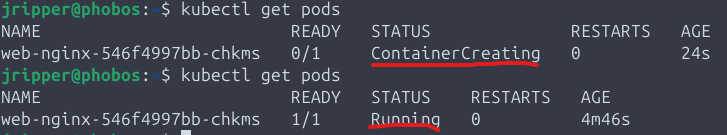 jripper@phobos:~$ kubectl get pods
NAME READY STATUS RESTARTS AGE
web-nginx-546f4997bb-chkms 0/1 ContainerCreating 0 24s
jripper@phobos:~$ kubectl get pods
NAME READY STATUS RESTARTS AGE
web-nginx-546f4997bb-chkms 1/1 Running 0 4m46s
jripper@phobos:~$